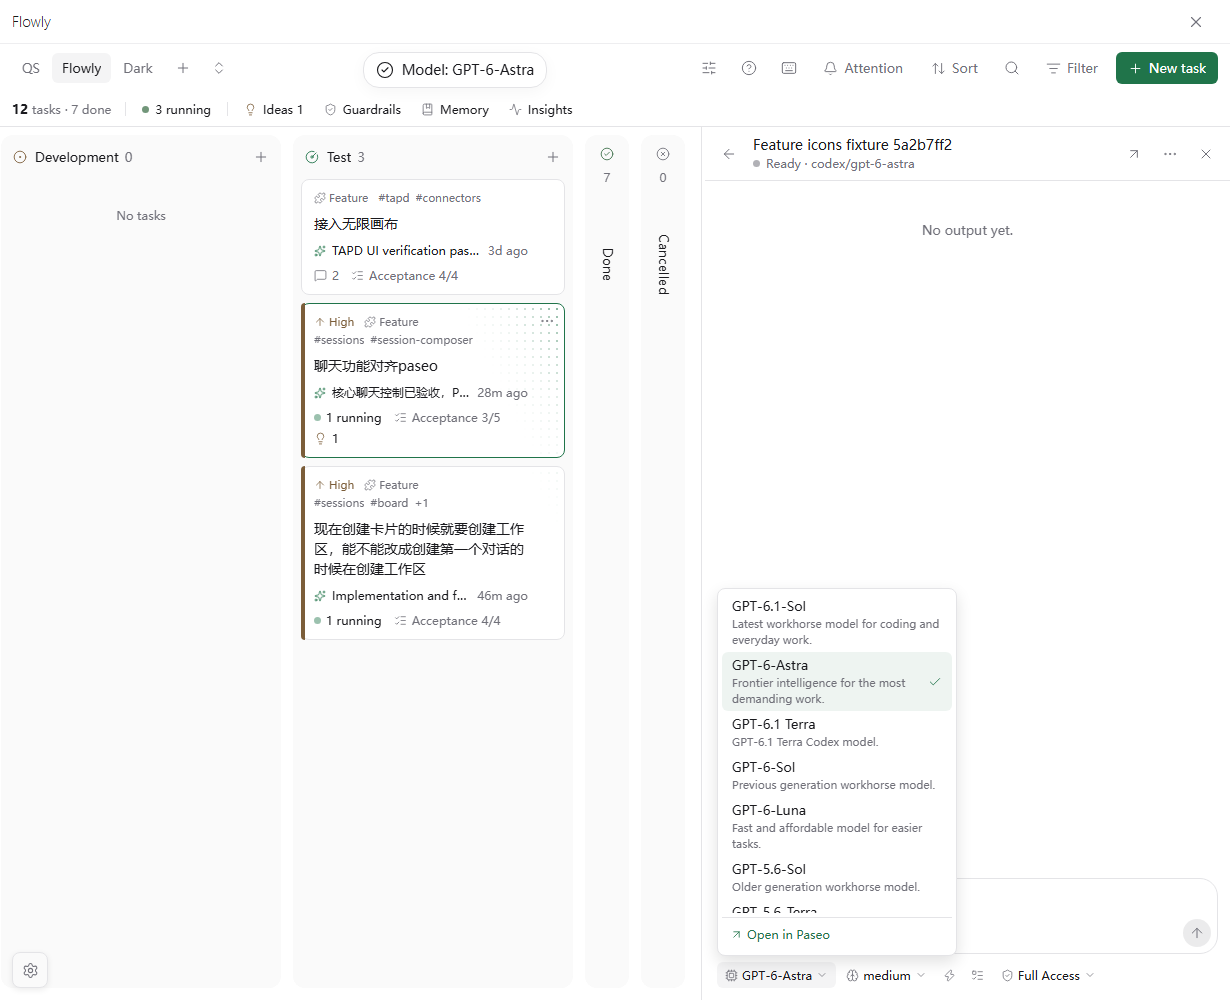 Flowly
QS Flowly Dark
Model: GPT-6-Astra
Attention Sort Filter New task
12 tasks · 7 done 3 running Ideas 1 Guardrails Memory Insights
Development 0
No tasks
Test 3
Feature #tapd #connectors
接入无限画布
TAPD UI verification pas... 3d ago
2 Acceptance 4/4
High Feature
#sessions #session-composer
聊天功能对齐paseo
核心聊天控制已验收，P... 28m ago
1 running Acceptance 3/5
1
High Feature
#sessions #board +1
现在创建卡片的时候就要创建工作
区，能不能改成创建第一个对话的
时候在创建工作区
Implementation and f... 46m ago
1 running Acceptance 4/4
7
Done
0
Cancelled
Feature icons fixture 5a2b7ff2
Ready · codex/gpt-6-astra
No output yet.
GPT-6.1-Sol
Latest workhorse model for coding and
everyday work.
GPT-6-Astra
Frontier intelligence for the most
demanding work.
GPT-6.1 Terra
GPT-6.1 Terra Codex model.
GPT-6-Sol
Previous generation workhorse model.
GPT-6-Luna
Fast and affordable model for easier
tasks.
GPT-5.6-Sol
Older generation workhorse model.
GPT-5.6-Terra
Open in Paseo
GPT-6-Astra medium Full Access